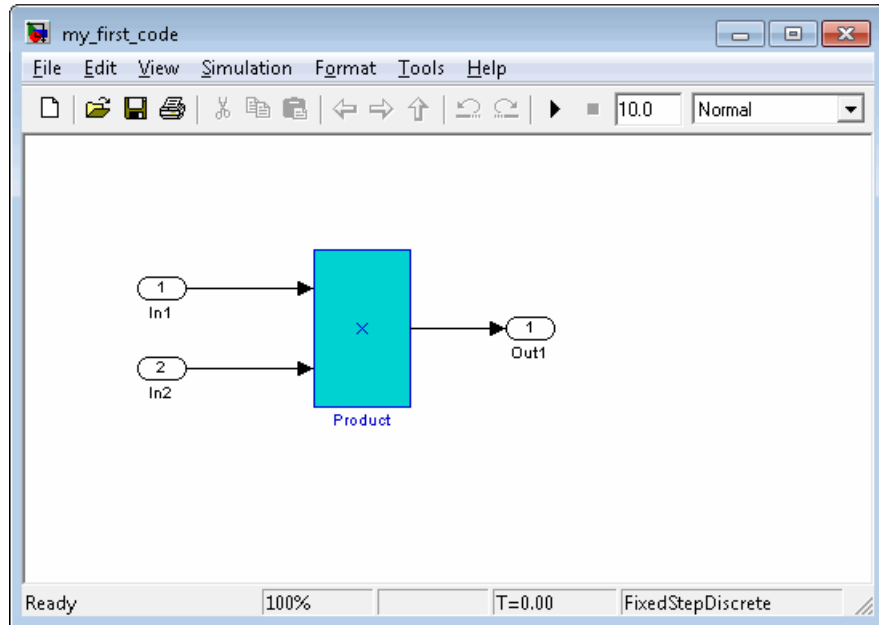 my_first_code
File Edit View Simulation Format Tools Help
10.0 Normal
1
In1
2
In2
×
Product
1
Out1
Ready 100% T=0.00 FixedStepDiscrete